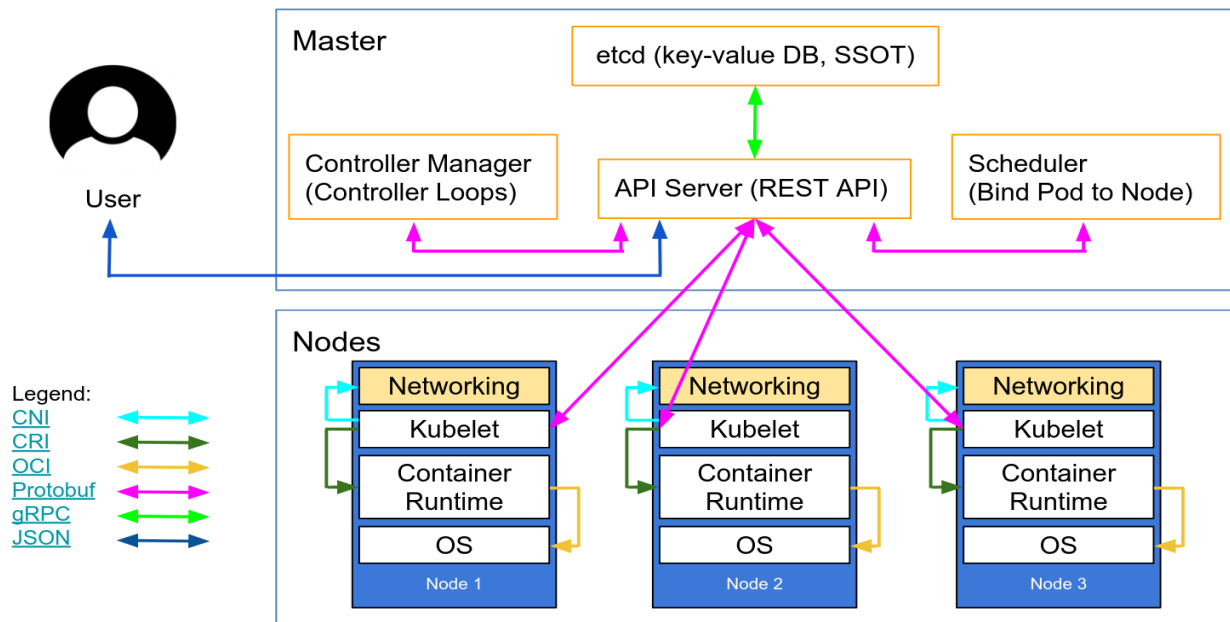 Master
etcd (key-value DB, SSOT)
Controller Manager
(Controller Loops)
API Server (REST API)
Scheduler
(Bind Pod to Node)
User
Nodes
Networking
Kubelet
Container
Runtime
OS
Node 1
Networking
Kubelet
Container
Runtime
OS
Node 2
Networking
Kubelet
Container
Runtime
OS
Node 3
Legend:
CNI
CRI
OCI
Protobuf
gRPC
JSON